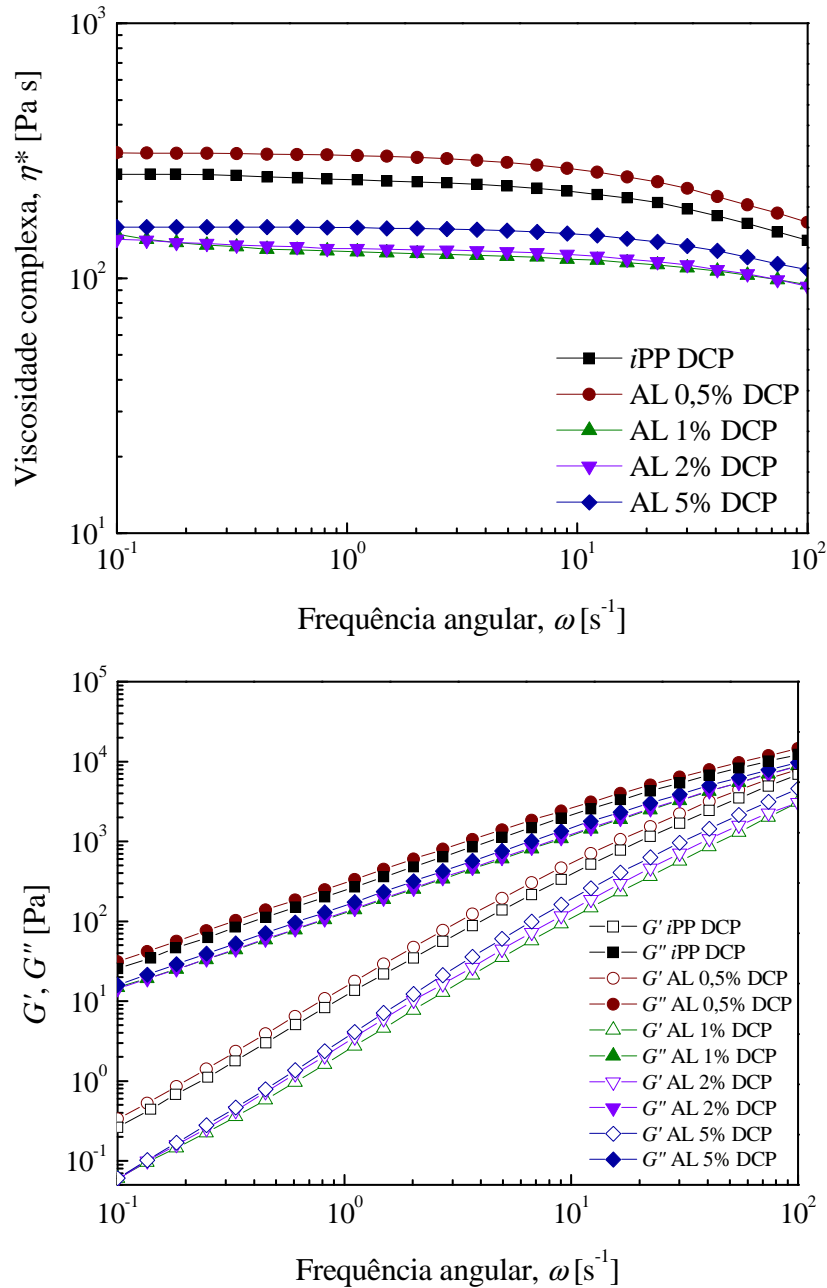 10³
10²
10¹
Viscosidade complexa, η* [Pa s]
iPP DCP
AL 0,5% DCP
AL 1% DCP
AL 2% DCP
AL 5% DCP
10⁻¹ 10⁰ 10¹ 10²
Frequência angular, ω [s⁻¹]
10⁵
10⁴
10³
10²
10¹
10⁰
10⁻¹
G', G'' [Pa]
G' iPP DCP
G'' iPP DCP
G' AL 0,5% DCP
G'' AL 0,5% DCP
G' AL 1% DCP
G'' AL 1% DCP
G' AL 2% DCP
G'' AL 2% DCP
G' AL 5% DCP
G'' AL 5% DCP
10⁻¹ 10⁰ 10¹ 10²
Frequência angular, ω [s⁻¹]